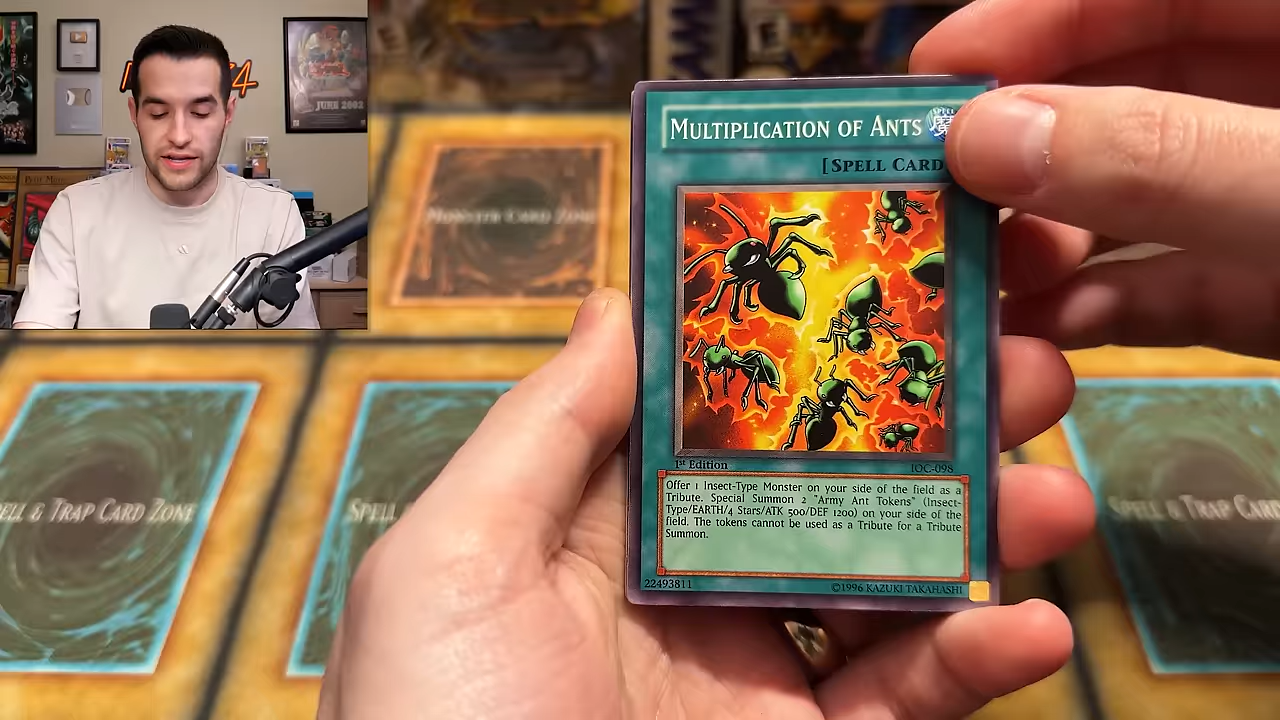 JUNE 2002
MONSTER CARD ZONE
MULTIPLICATION OF ANTS
SPELL
魔
[SPELL CARD
1st Edition
IOC-098
Offer 1 Insect-Type Monster on your side of the field as a
Tribute. Special Summon 2 "Army Ant Tokens" (Insect-
Type/EARTH/4 Stars/ATK 500/DEF 1200) on your side of the
field. The tokens cannot be used as a Tribute for a Tribute
Summon.
22493811
©1996 KAZUKI TAKAHASHI
ELL & TRAP CARD ZONE
SPELL
SPELL & TRAP CARD